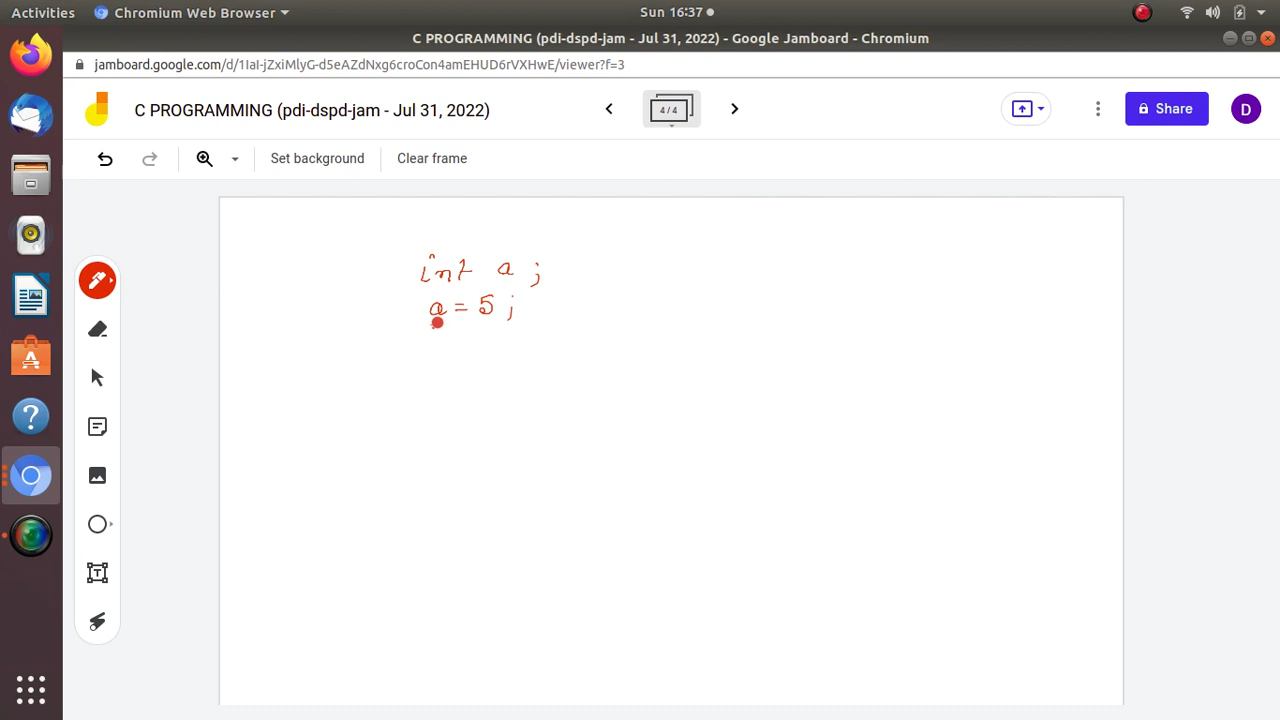 Activities Chromium Web Browser Sun 16:37
C PROGRAMMING (pdi-dspd-jam - Jul 31, 2022) - Google Jamboard - Chromium
jamboard.google.com/d/1IaI-jZxiMlyG-d5eAZdNxg6croCon4amEHUD6rVXHwE/viewer?f=3
C PROGRAMMING (pdi-dspd-jam - Jul 31, 2022) 4 / 4 Share D
Set background Clear frame
int a ;
a = 5 ;